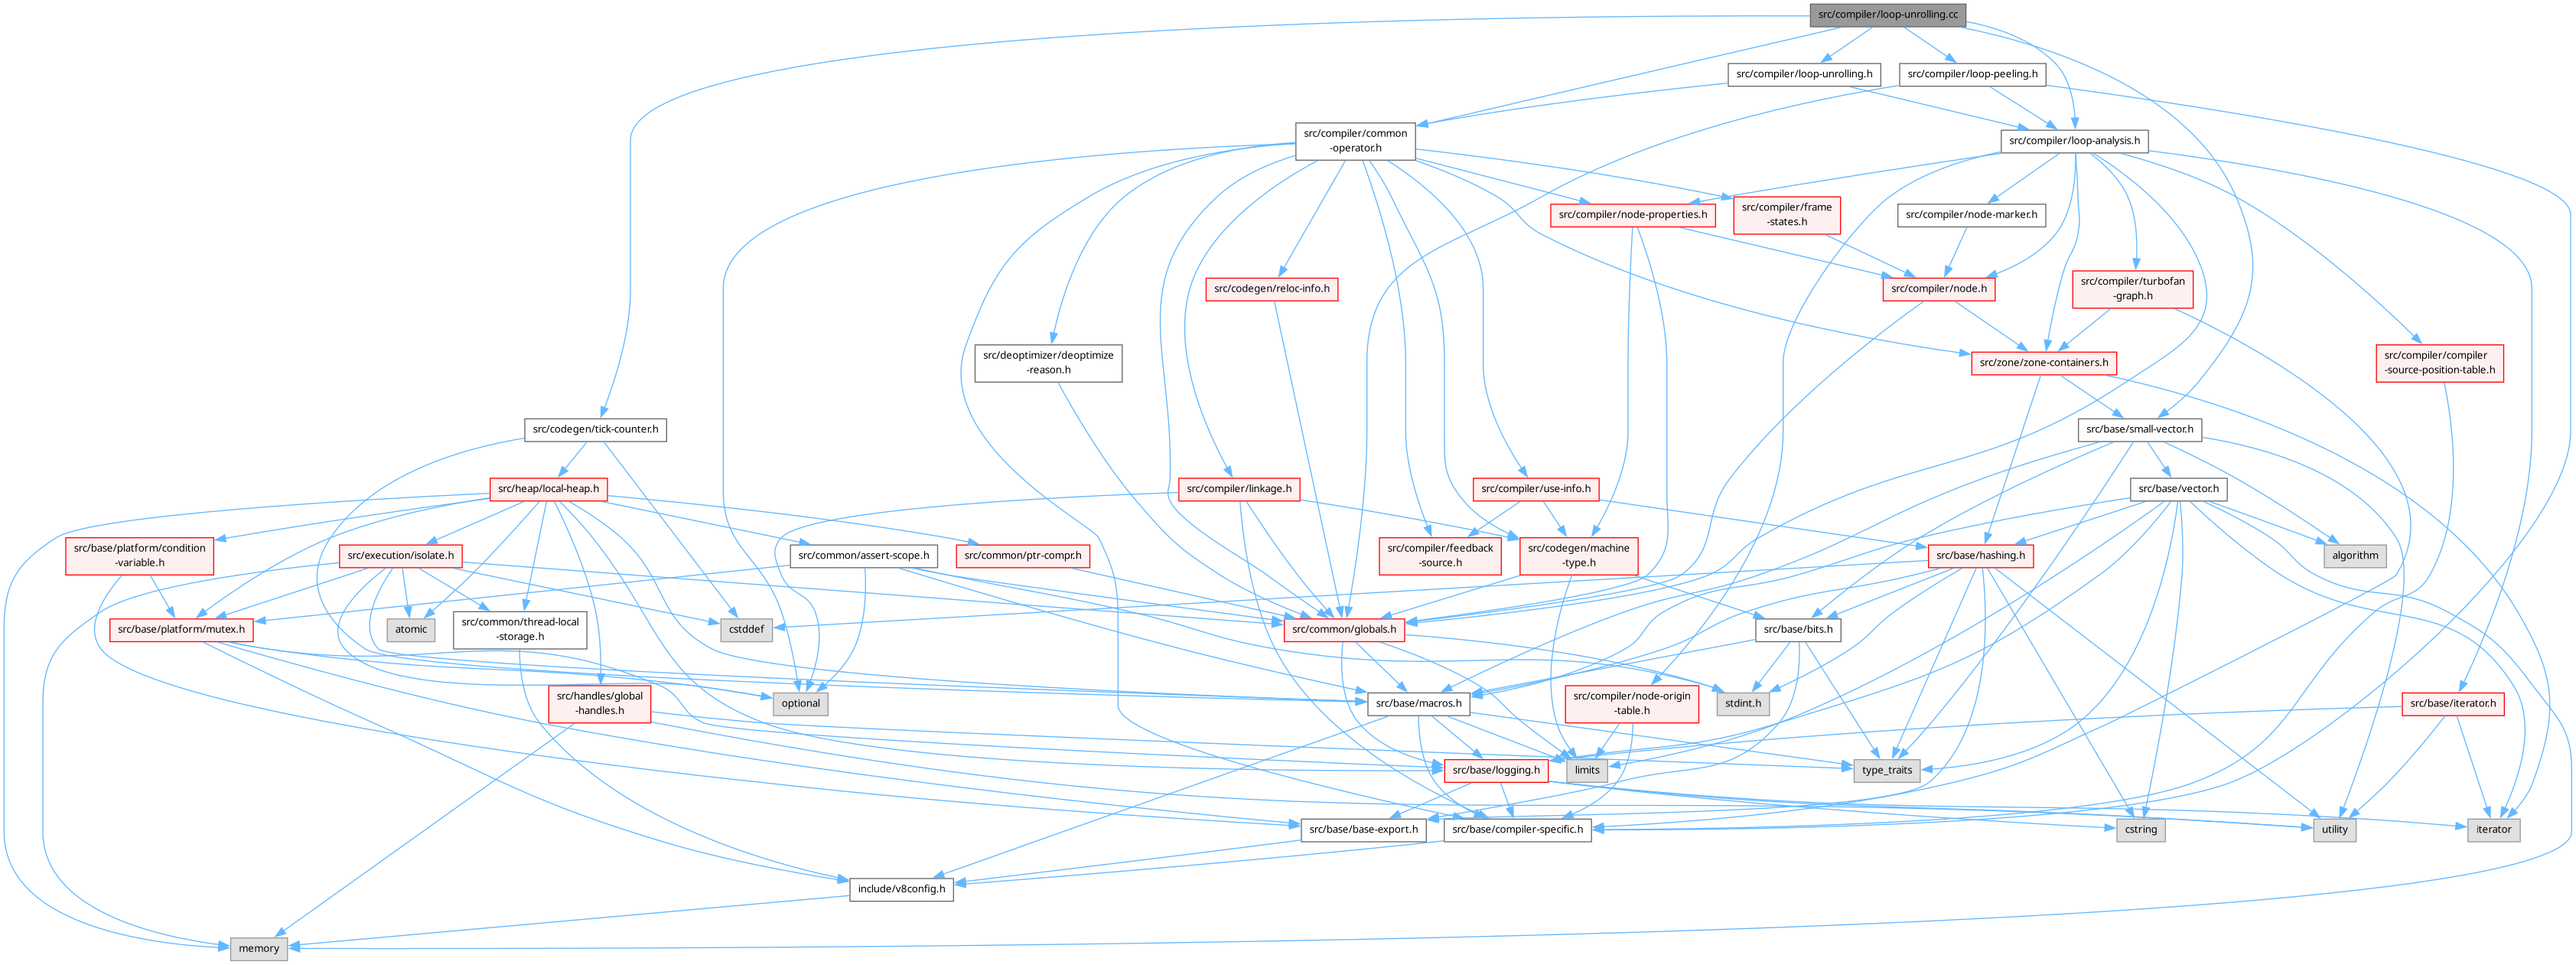 src/compiler/loop-unrolling.cc
src/compiler/loop-unrolling.h
src/compiler/loop-peeling.h
src/compiler/common
-operator.h
src/compiler/loop-analysis.h
src/compiler/node-properties.h
src/compiler/frame
-states.h
src/compiler/node-marker.h
src/codegen/reloc-info.h
src/compiler/node.h
src/compiler/turbofan
-graph.h
src/deoptimizer/deoptimize
-reason.h
src/zone/zone-containers.h
src/compiler/compiler
-source-position-table.h
src/codegen/tick-counter.h
src/base/small-vector.h
src/heap/local-heap.h
src/compiler/linkage.h
src/compiler/use-info.h
src/base/vector.h
src/base/platform/condition
-variable.h
src/execution/isolate.h
src/common/assert-scope.h
src/common/ptr-compr.h
src/compiler/feedback
-source.h
src/codegen/machine
-type.h
src/base/hashing.h
algorithm
src/base/platform/mutex.h
atomic
src/common/thread-local
-storage.h
cstddef
src/common/globals.h
src/base/bits.h
src/handles/global
-handles.h
optional
src/base/macros.h
src/compiler/node-origin
-table.h
stdint.h
src/base/iterator.h
src/base/logging.h
limits
type_traits
src/base/base-export.h
src/base/compiler-specific.h
cstring
utility
iterator
include/v8config.h
memory